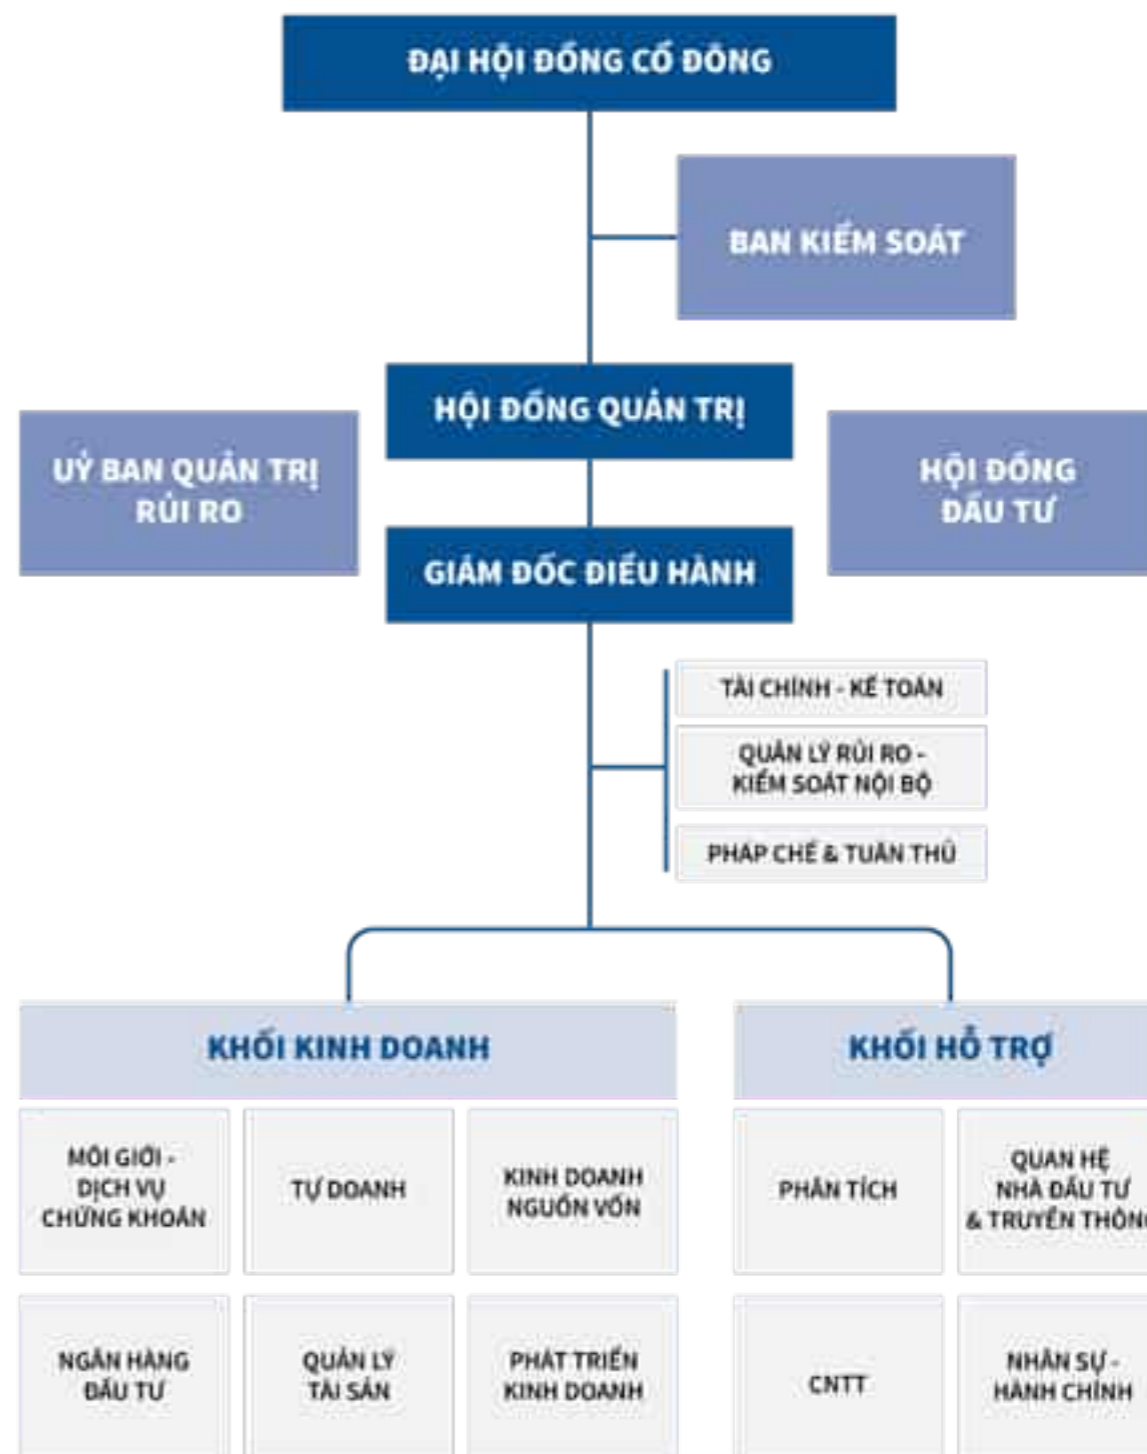 ĐẠI HỘI ĐỒNG CỔ ĐÔNG
BAN KIỂM SOÁT
HỘI ĐỒNG QUẢN TRỊ
UỶ BAN QUẢN TRỊ
RỦI RO
HỘI ĐỒNG
ĐẦU TƯ
GIÁM ĐỐC ĐIỀU HÀNH
TÀI CHÍNH - KẾ TOÁN
QUẢN LÝ RỦI RO -
KIỂM SOÁT NỘI BỘ
PHÁP CHẾ & TUÂN THỦ
KHỐI KINH DOANH
KHỐI HỖ TRỢ
MÔI GIỚI -
DỊCH VỤ
CHỨNG KHOÁN
TỰ DOANH
KINH DOANH
NGUỒN VỐN
PHÂN TÍCH
QUAN HỆ
NHÀ ĐẦU TƯ
& TRUYỀN THÔNG
NGÂN HÀNG
ĐẦU TƯ
QUẢN LÝ
TÀI SẢN
PHÁT TRIỂN
KINH DOANH
CNTT
NHÂN SỰ -
HÀNH CHÍNH